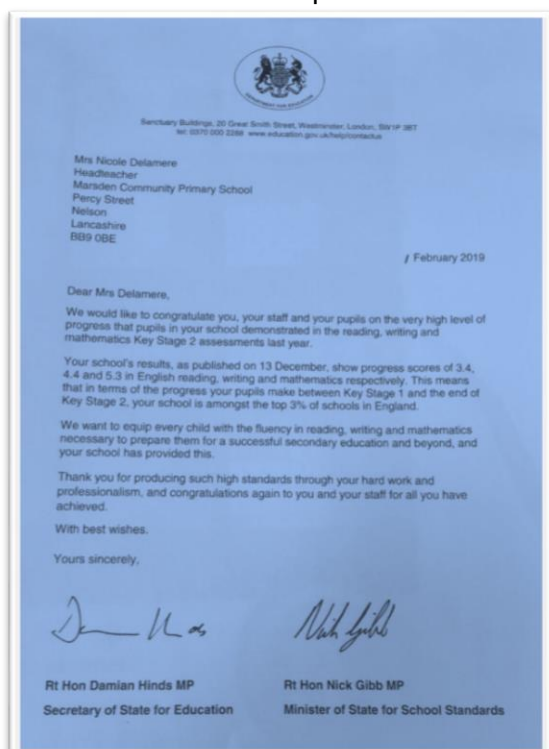 DEPARTMENT FOR EDUCATION
Sanctuary Buildings, 20 Great Smith Street, Westminster, London, SW1P 3BT
tel: 0370 000 2288 www.education.gov.uk/help/contactus
Mrs Nicole Delamere
Headteacher
Marsden Community Primary School
Percy Street
Nelson
Lancashire
BB9 0BE
February 2019
Dear Mrs Delamere,
We would like to congratulate you, your staff and your pupils on the very high level of
progress that pupils in your school demonstrated in the reading, writing and
mathematics Key Stage 2 assessments last year.
Your school's results, as published on 13 December, show progress scores of 3.4,
4.4 and 5.3 in English reading, writing and mathematics respectively. This means
that in terms of the progress your pupils make between Key Stage 1 and the end of
Key Stage 2, your school is amongst the top 3% of schools in England.
We want to equip every child with the fluency in reading, writing and mathematics
necessary to prepare them for a successful secondary education and beyond, and
your school has provided this.
Thank you for producing such high standards through your hard work and
professionalism, and congratulations again to you and your staff for all you have
achieved.
With best wishes.
Yours sincerely,
Nick Gibb
Rt Hon Damian Hinds MP
Rt Hon Nick Gibb MP
Secretary of State for Education
Minister of State for School Standards